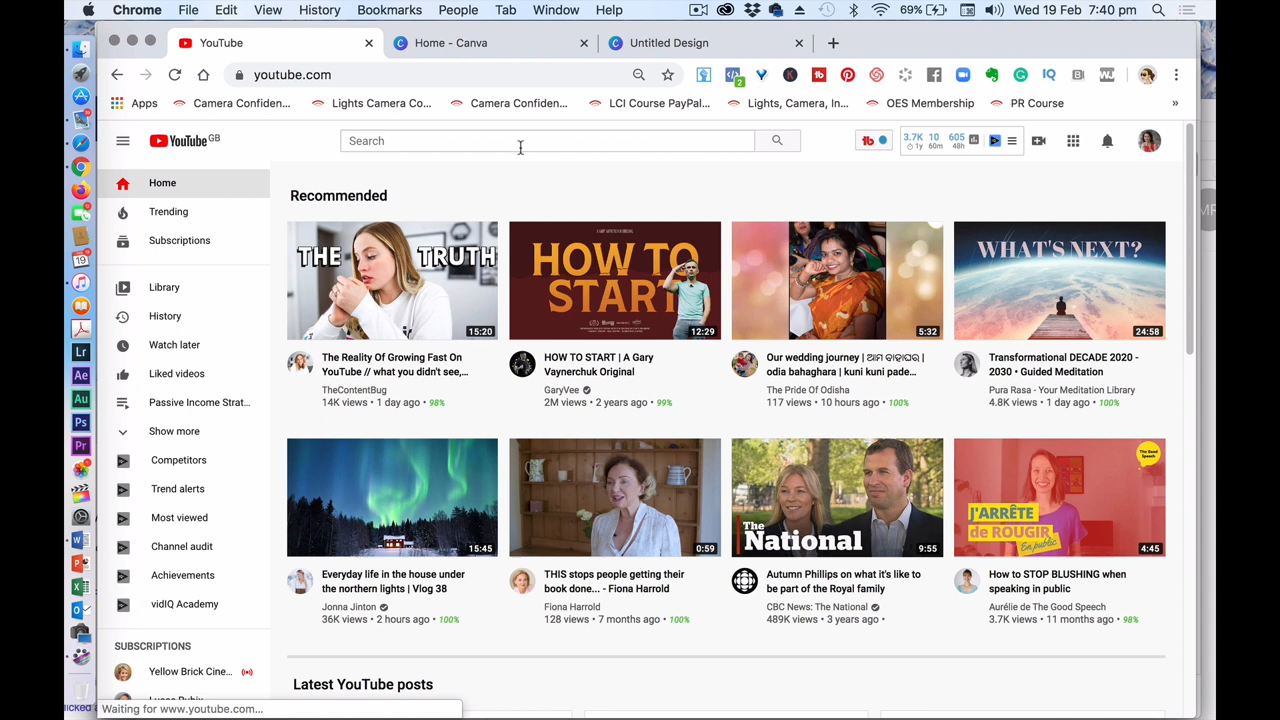 Chrome File Edit View History Bookmarks People Tab Window Help 69% Wed 19 Feb 7:40 pm
YouTube Home - Canva Untitled Design
youtube.com
Apps Camera Confiden... Lights Camera Co... Camera Confiden... LCI Course PayPal... Lights, Camera, In... OES Membership PR Course »
YouTube GB Search 3.7K 10 605
1y 60m 48h
Home
Trending
Subscriptions
Library
History
Watch later
Liked videos
Passive Income Strat...
Show more
Competitors
Trend alerts
Most viewed
Channel audit
Achievements
vidIQ Academy
SUBSCRIPTIONS
Yellow Brick Cine...
Recommended
THE TRUTH
15:20
HOW TO
START
12:29
5:32
WHAT'S NEXT?
24:58
The Reality Of Growing Fast On
YouTube // what you didn't see,...
TheContentBug
14K views • 1 day ago • 98%
HOW TO START | A Gary
Vaynerchuk Original
GaryVee
2M views • 2 years ago • 99%
Our wedding journey | ଆମ ବାହାଘର |
odia bahaghara | kuni kuni pade...
The Pride Of Odisha
117 views • 10 hours ago • 100%
Transformational DECADE 2020 -
2030 • Guided Meditation
Pura Rasa - Your Meditation Library
4.8K views • 1 day ago • 100%
15:45
0:59
The
National
9:55
The Good
Speech
J'ARRÊTE
de ROUGIR
En public
4:45
Everyday life in the house under
the northern lights | Vlog 38
Jonna Jinton
36K views • 2 hours ago • 100%
THIS stops people getting their
book done... - Fiona Harrold
Fiona Harrold
128 views • 7 months ago • 100%
Autumn Phillips on what it's like to
be part of the Royal family
CBC News: The National
489K views • 3 years ago •
How to STOP BLUSHING when
speaking in public
Aurélie de The Good Speech
3.7K views • 11 months ago • 98%
Latest YouTube posts
Waiting for www.youtube.com...